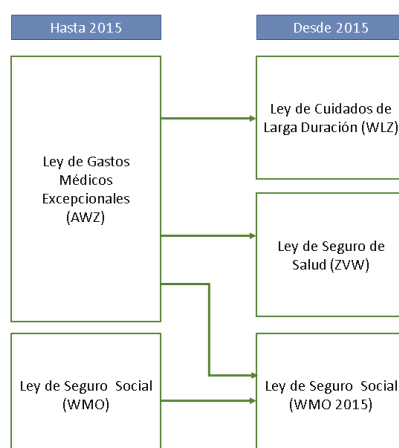 Hasta 2015
Desde 2015
Ley de Gastos
Médicos
Excepcionales
(AWZ)
Ley de Cuidados de
Larga Duración (WLZ)
Ley de Seguro de
Salud (ZVW)
Ley de Seguro Social
(WMO)
Ley de Seguro Social
(WMO 2015)